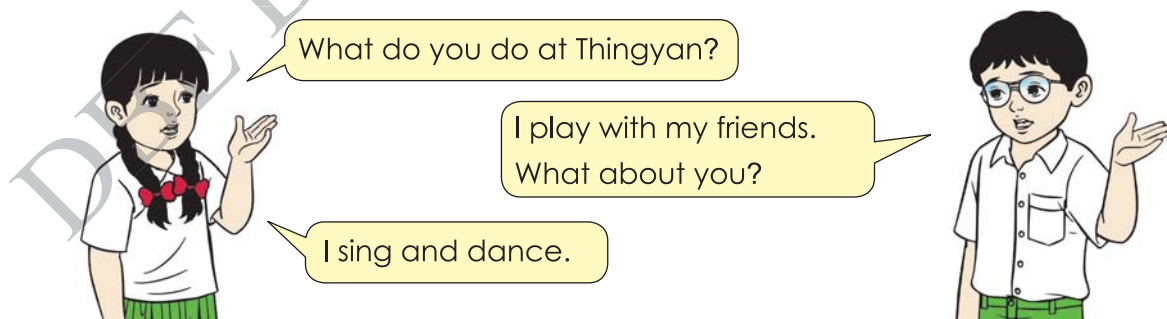 What do you do at Thingyan?
I play with my friends.
What about you?
I sing and dance.